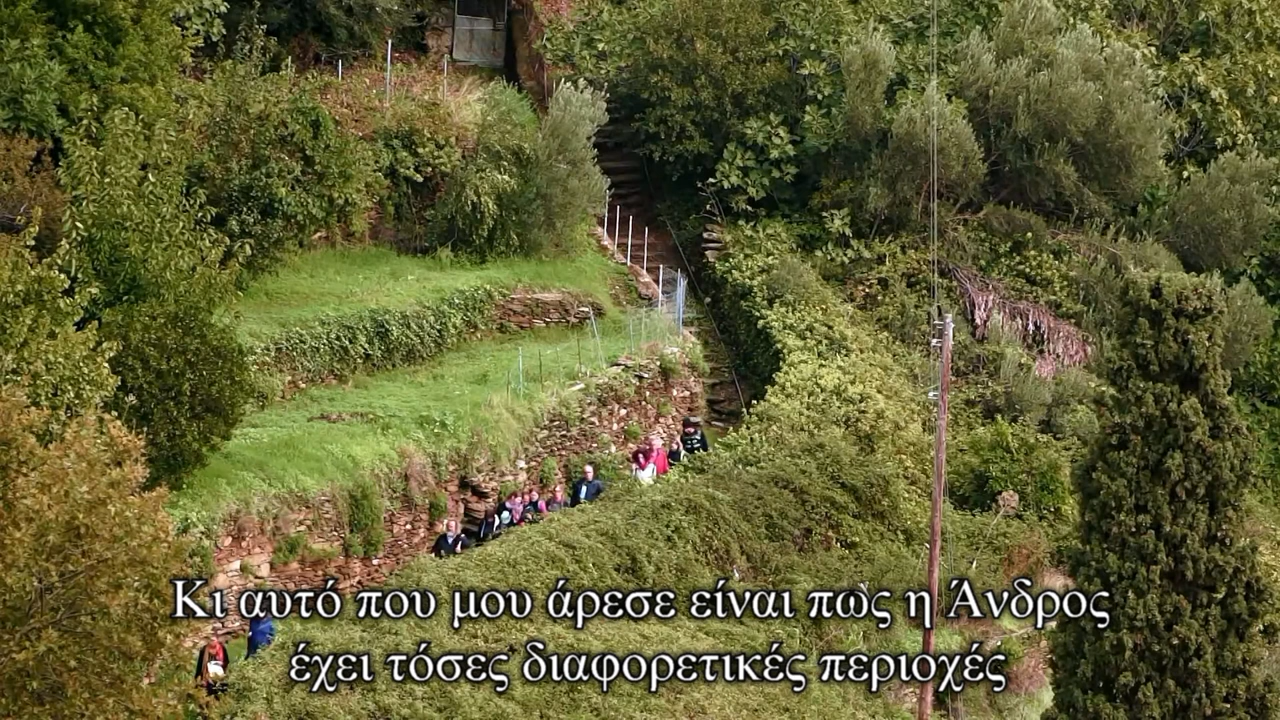 Κι αυτό που μου άρεσε είναι πως η Άνδρος
έχει τόσες διαφορετικές περιοχές